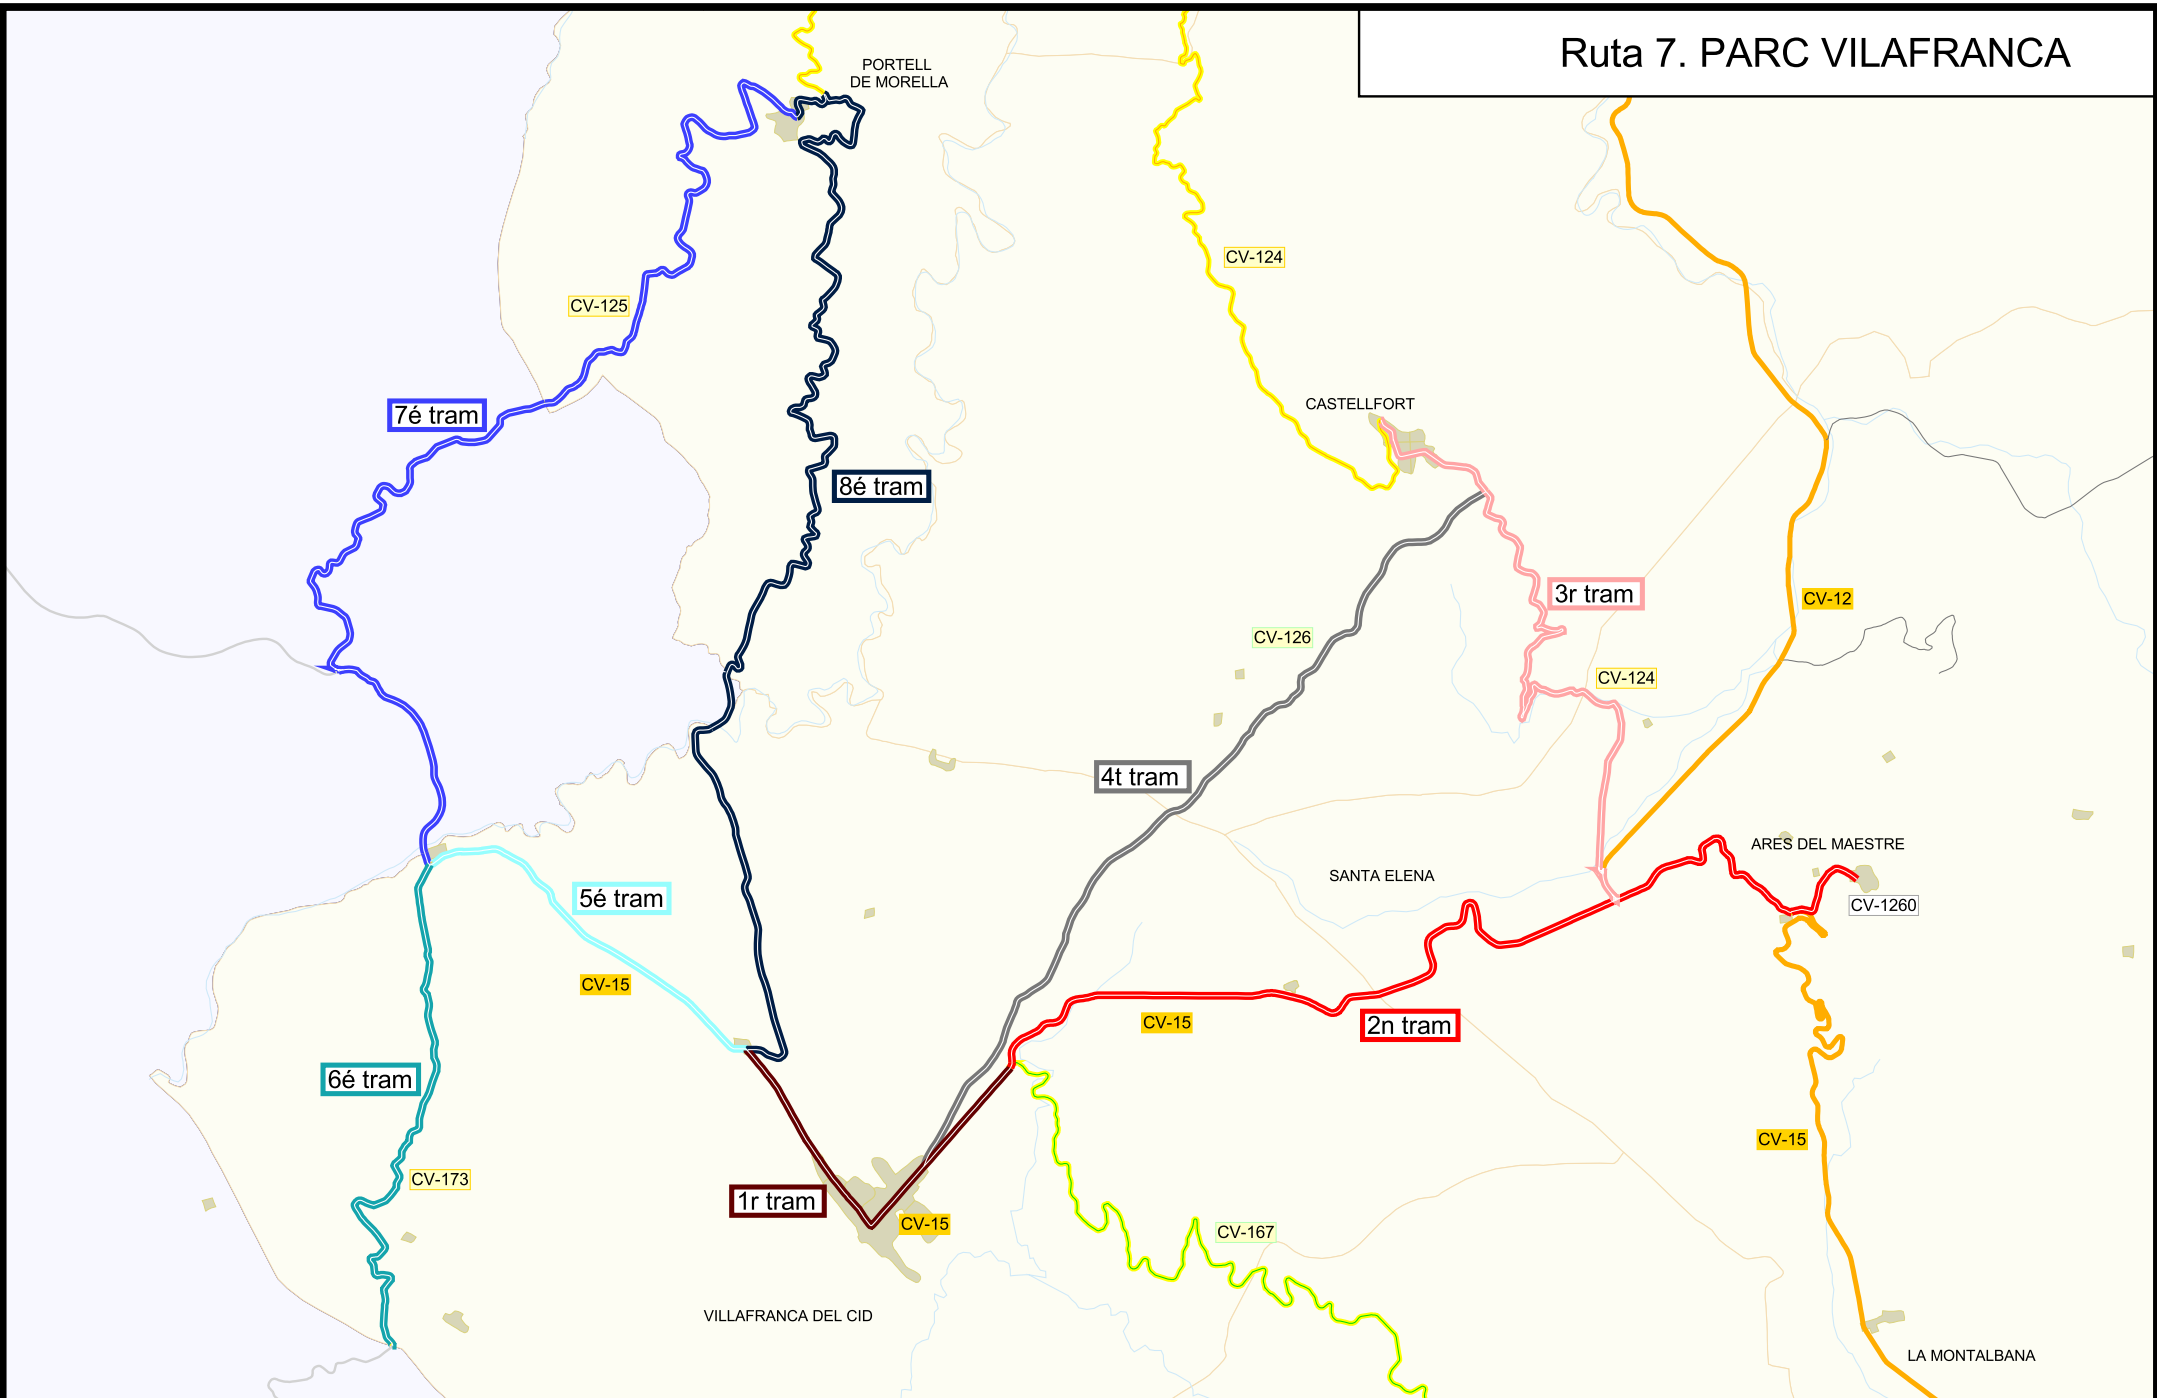 Ruta 7. PARC VILAFRANCA
PORTELL
DE MORELLA
CV-124
CV-125
CASTELLFORT
7é tram
8é tram
3r tram
CV-12
CV-126
CV-124
4t tram
ARES DEL MAESTRE
SANTA ELENA
5é tram
CV-1260
CV-15
CV-15
2n tram
6é tram
CV-15
CV-173
1r tram
CV-15
CV-167
VILLAFRANCA DEL CID
LA MONTALBANA